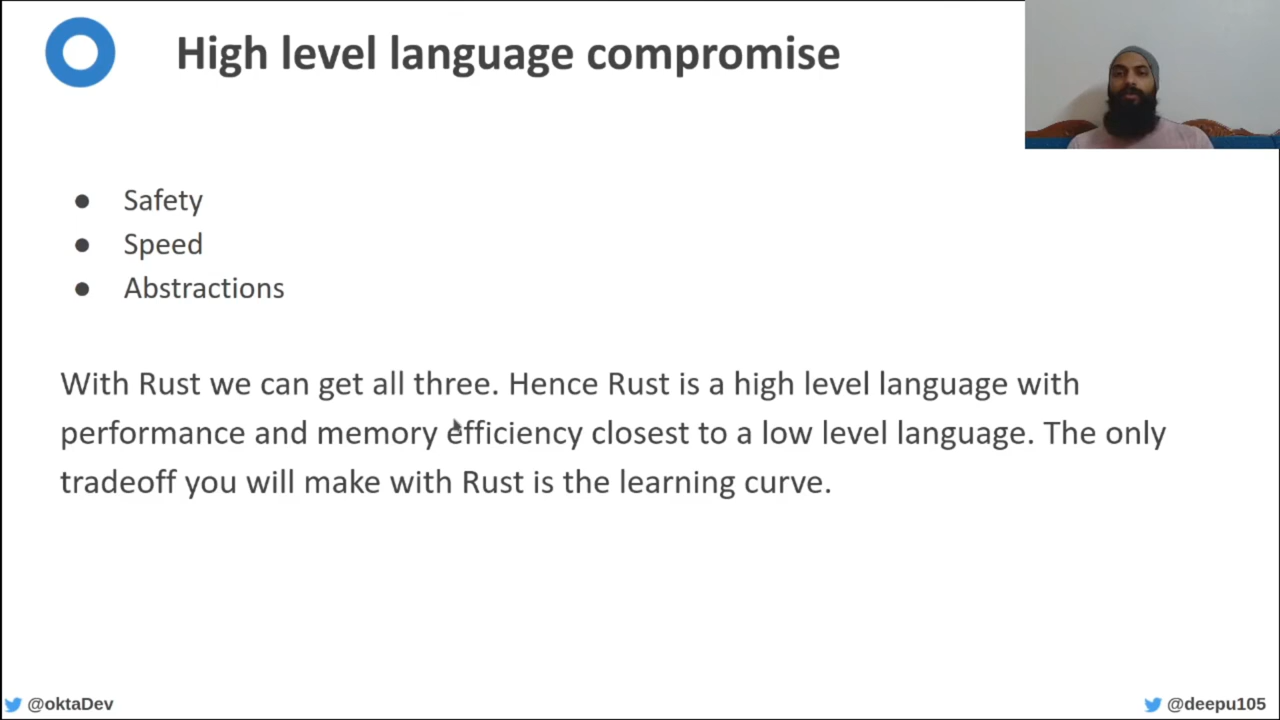 High level language compromise
● Safety
● Speed
● Abstractions
With Rust we can get all three. Hence Rust is a high level language with
performance and memory efficiency closest to a low level language. The only
tradeoff you will make with Rust is the learning curve.
@oktaDev
@deepu105